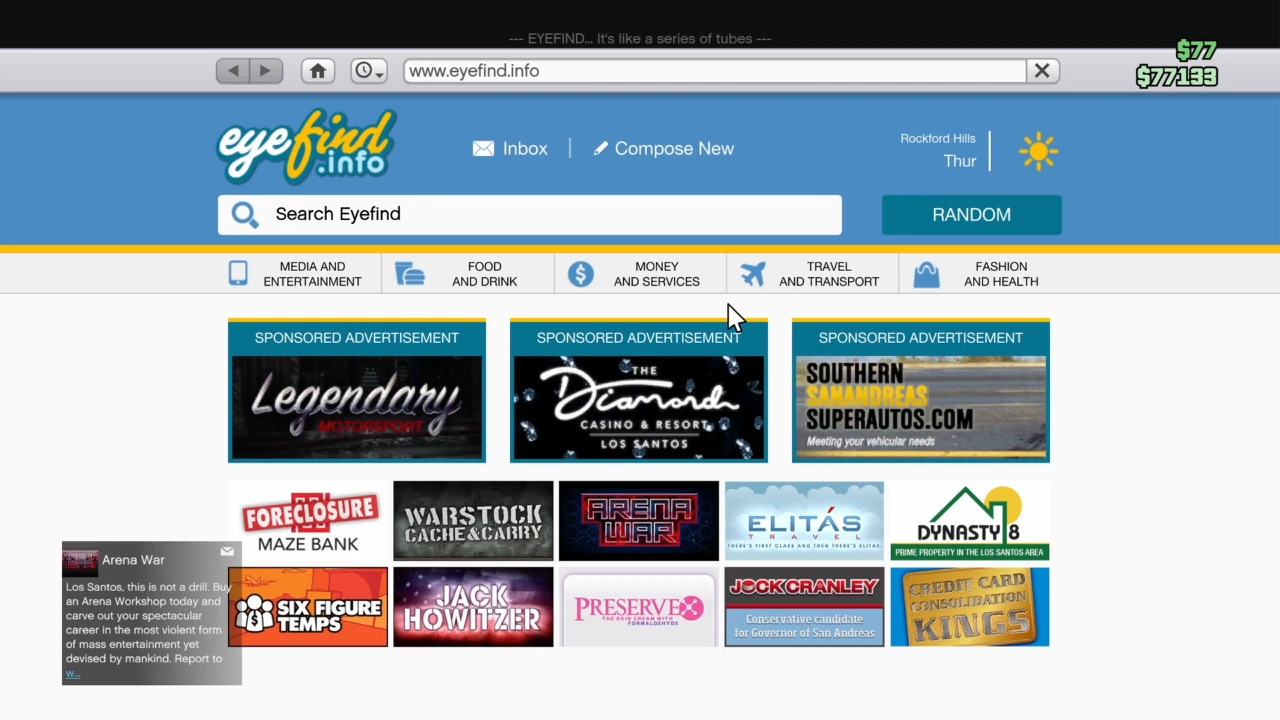 --- EYEFIND... It's like a series of tubes ---
$77
$77133
www.eyefind.info
eyefind
.info
Inbox
Compose New
Rockford Hills
Thur
Search Eyefind
RANDOM
MEDIA AND
ENTERTAINMENT
FOOD
AND DRINK
MONEY
AND SERVICES
TRAVEL
AND TRANSPORT
FASHION
AND HEALTH
SPONSORED ADVERTISEMENT
Legendary
MOTORSPORT
SPONSORED ADVERTISEMENT
THE
Diamond
CASINO & RESORT
LOS SANTOS
SPONSORED ADVERTISEMENT
SOUTHERN
SANANDREAS
SUPERAUTOS.COM
Meeting your vehicular needs
FORECLOSURE
MAZE BANK
WARSTOCK
CACHE&CARRY
ARENA
WAR
ELITÁS
TRAVEL
THERE'S FIRST CLASS AND THEN THERE'S ELITAS.
DYNASTY 8
PRIME PROPERTY IN THE LOS SANTOS AREA
SIX FIGURE
TEMPS
JACK
HOWITZER
PRESERVEX
THE SKIN CREAM WITH
FORMALDEHYDE
JOCK CRANLEY
Conservative candidate
for Governor of San Andreas
CREDIT CARD
CONSOLIDATION
KINGS
Arena War
Los Santos, this is not a drill. Buy
an Arena Workshop today and
carve out your spectacular
career in the most violent form
of mass entertainment yet
devised by mankind. Report to
w...